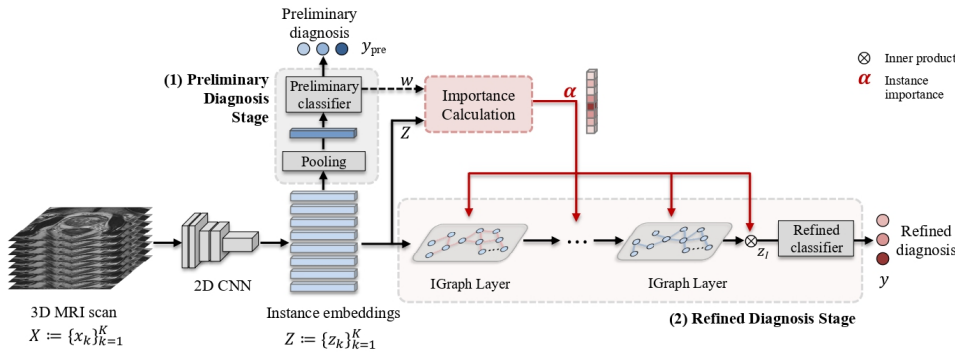 Preliminary
diagnosis
y_pre
(1) Preliminary
Diagnosis
Stage
Preliminary
classifier
Pooling
w
Z
Importance
Calculation
α
⊗ Inner product
α Instance
importance
2D CNN
3D MRI scan
X ≔ {x_k}_{k=1}^K
Instance embeddings
Z ≔ {z_k}_{k=1}^K
IGraph Layer
...
IGraph Layer
⊗
z_I
Refined
classifier
Refined
diagnosis
y
(2) Refined Diagnosis Stage